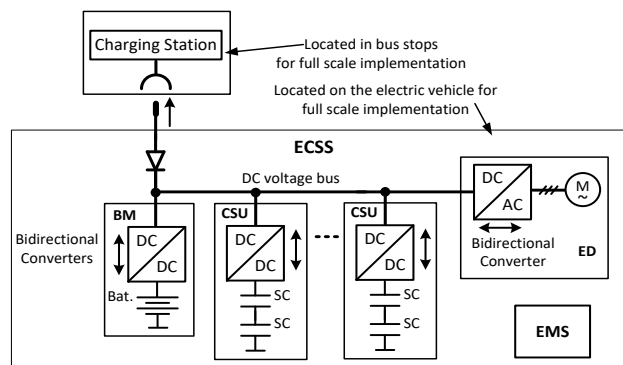 Charging Station
Located in bus stops
for full scale implementation
Located on the electric vehicle for
full scale implementation
ECSS
DC voltage bus
BM
CSU
CSU
DC
AC
M
~
Bidirectional
Converters
DC
DC
DC
DC
DC
DC
Bidirectional
Converter
ED
Bat.
SC
SC
SC
SC
EMS